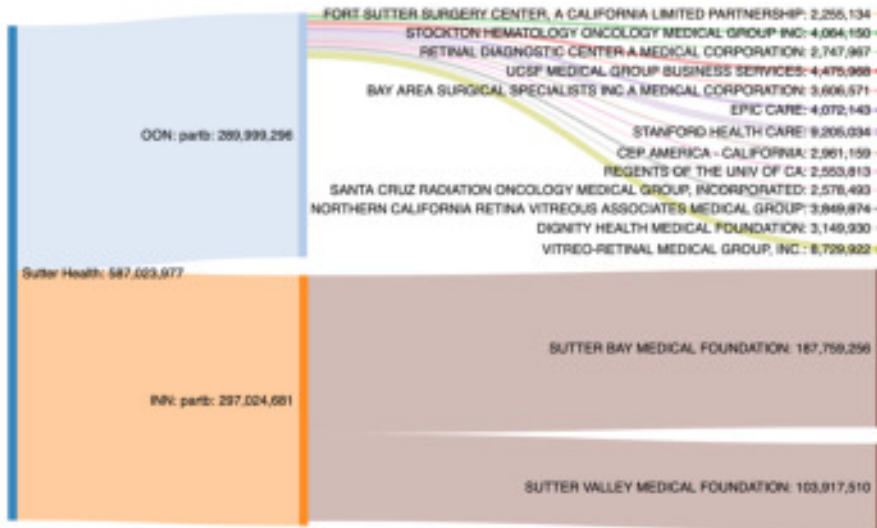 FORT SUTTER SURGERY CENTER, A CALIFORNIA LIMITED PARTNERSHIP: 2,255,134
STOCKTON HEMATOLOGY ONCOLOGY MEDICAL GROUP INC: 4,064,150
RETINAL DIAGNOSTIC CENTER A MEDICAL CORPORATION: 2,747,967
UCSF MEDICAL GROUP BUSINESS SERVICES: 4,475,968
BAY AREA SURGICAL SPECIALISTS INC A MEDICAL CORPORATION: 3,606,571
EPIC CARE: 4,072,143
OON: partb: 289,999,296
STANFORD HEALTH CARE: 9,205,034
CEP AMERICA - CALIFORNIA: 2,961,159
REGENTS OF THE UNIV OF CA: 2,553,813
SANTA CRUZ RADIATION ONCOLOGY MEDICAL GROUP, INCORPORATED: 2,578,493
NORTHERN CALIFORNIA RETINA VITREOUS ASSOCIATES MEDICAL GROUP: 3,849,874
DIGNITY HEALTH MEDICAL FOUNDATION: 3,149,930
VITREO-RETINAL MEDICAL GROUP, INC.: 8,729,922
Sutter Health: 587,023,977
SUTTER BAY MEDICAL FOUNDATION: 187,759,256
INN: partb: 297,024,681
SUTTER VALLEY MEDICAL FOUNDATION: 103,917,510